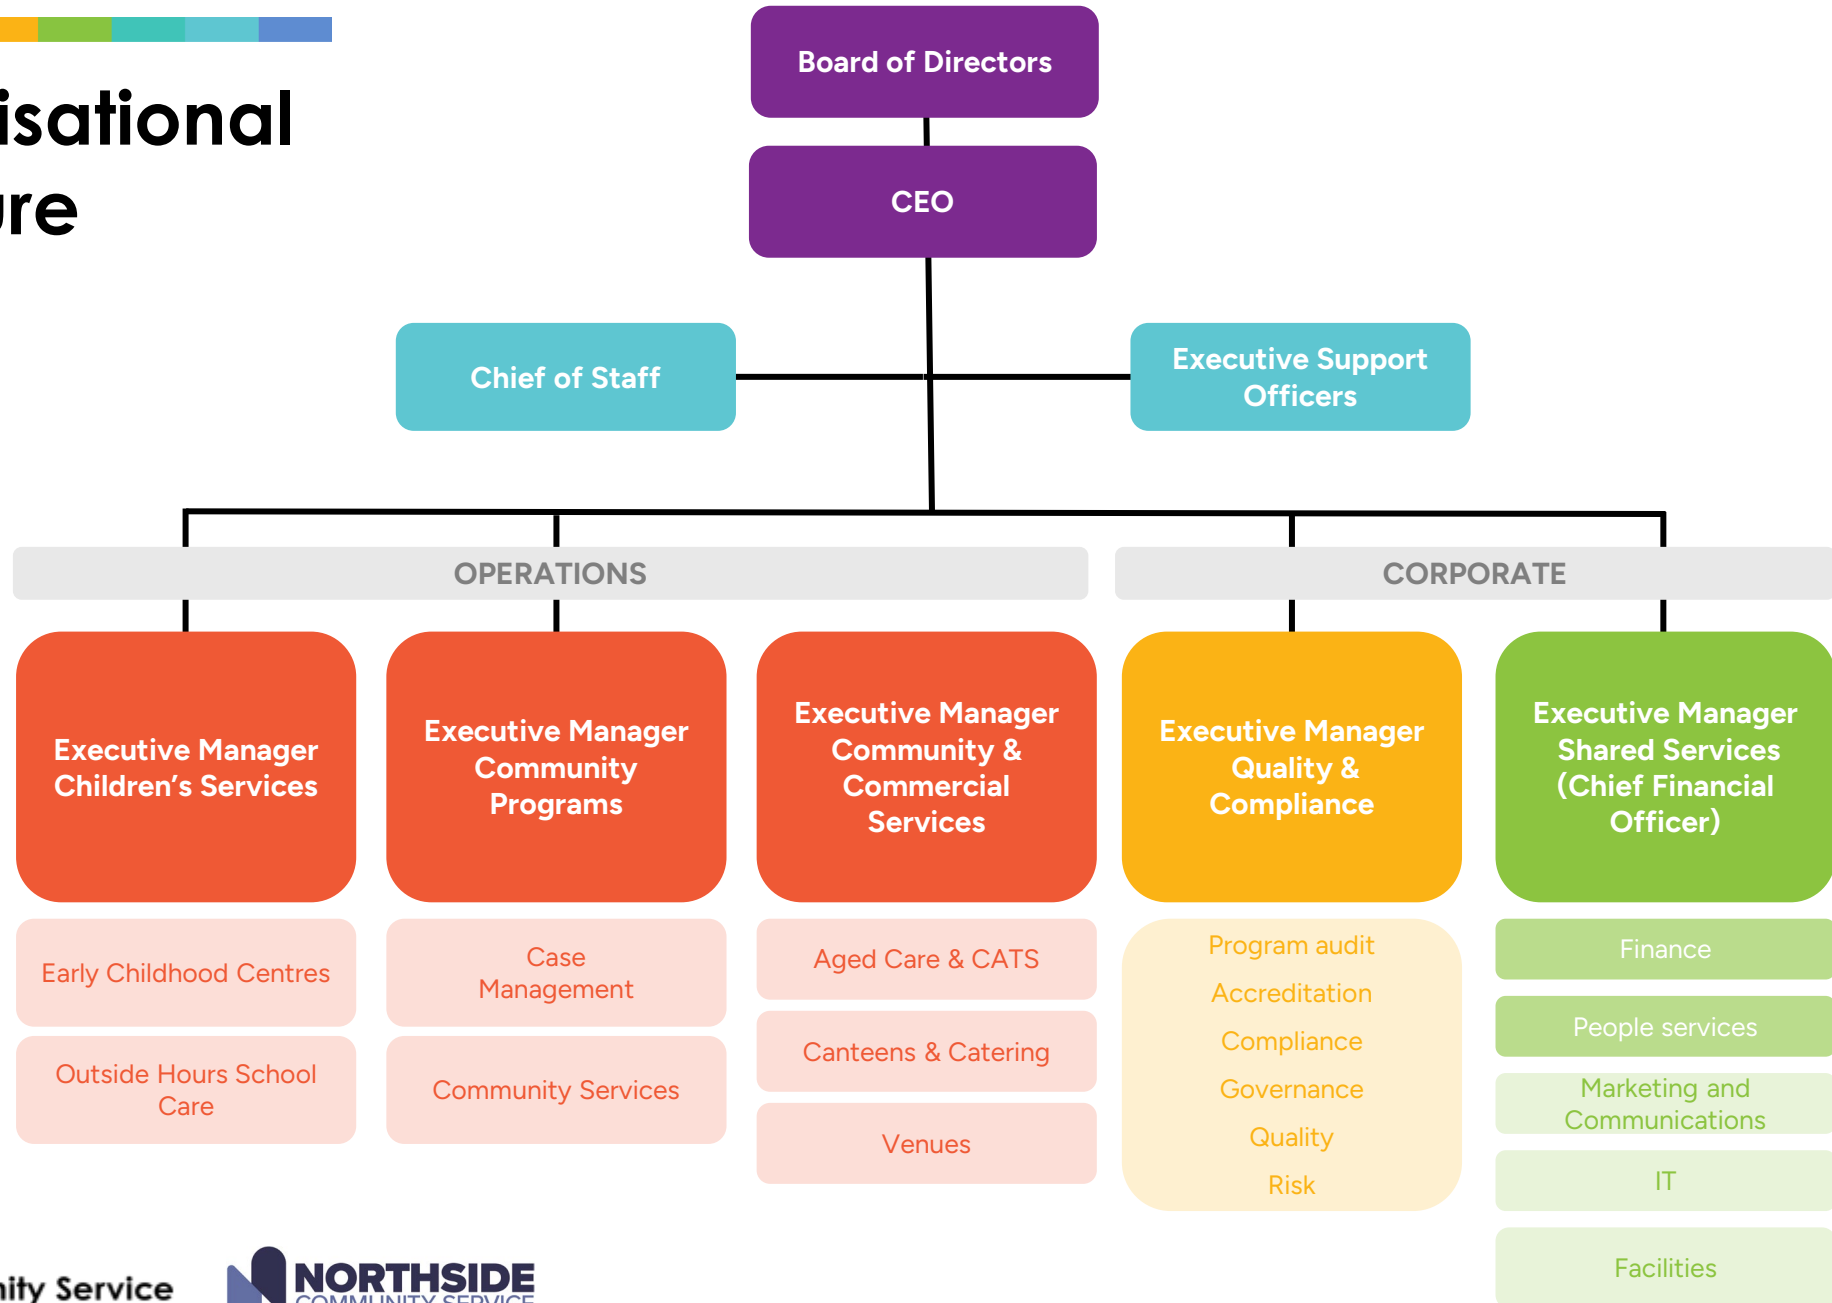 isational
ure
Board of Directors
CEO
Chief of Staff
Executive Support
Officers
OPERATIONS
CORPORATE
Executive Manager
Children’s Services
Early Childhood Centres
Outside Hours School
Care
Executive Manager
Community
Programs
Case
Management
Community Services
Executive Manager
Community &
Commercial
Services
Aged Care & CATS
Canteens & Catering
Venues
Executive Manager
Quality &
Compliance
Program audit
Accreditation
Compliance
Governance
Quality
Risk
Executive Manager
Shared Services
(Chief Financial
Officer)
Finance
People services
Marketing and
Communications
IT
Facilities
nity Service
NORTHSIDE
COMMUNITY SERVICE